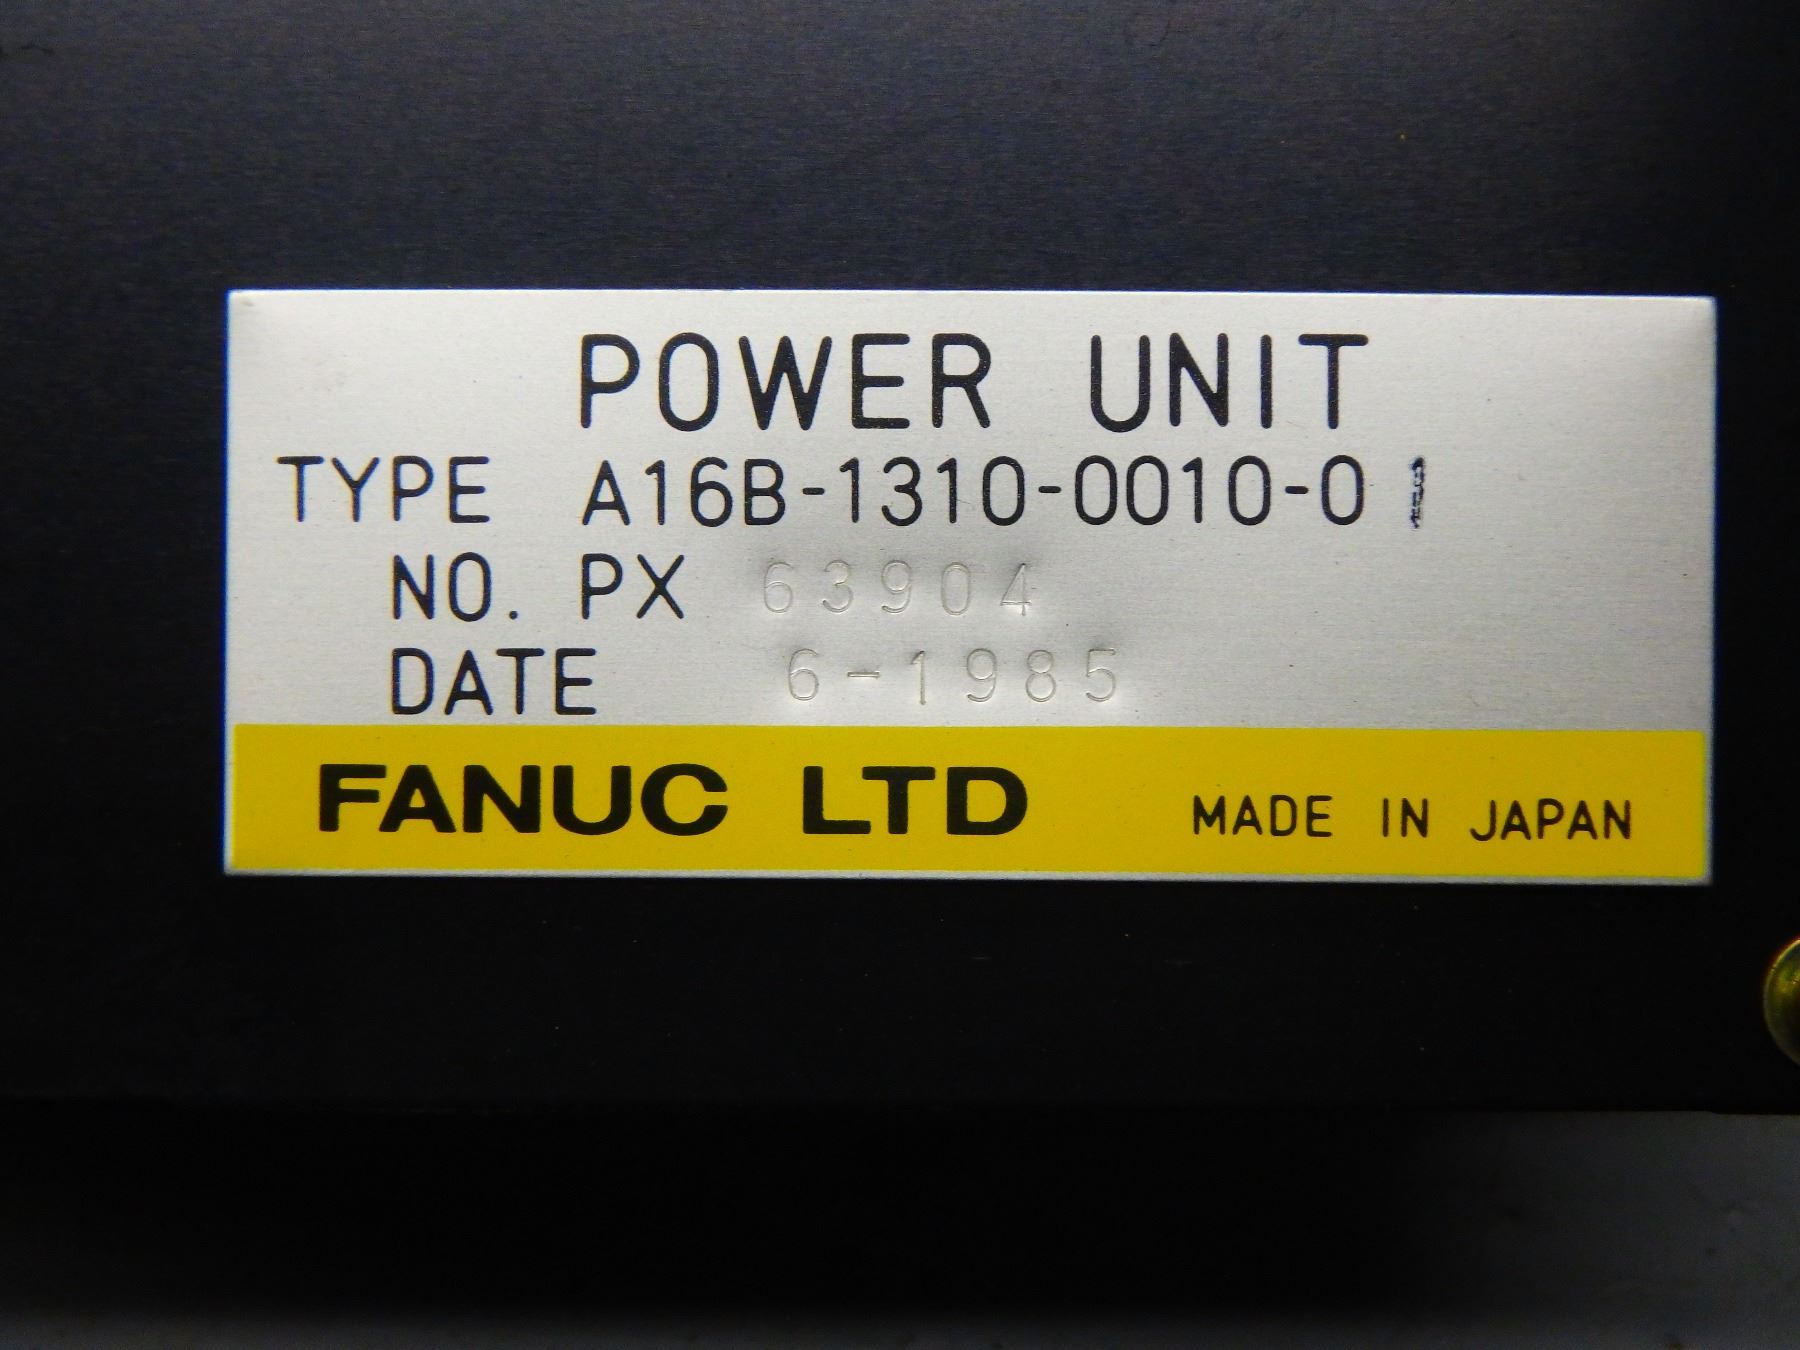 POWER UNIT
TYPE A16B-1310-0010-01
NO. PX 63904
DATE 6-1985
FANUC LTD MADE IN JAPAN